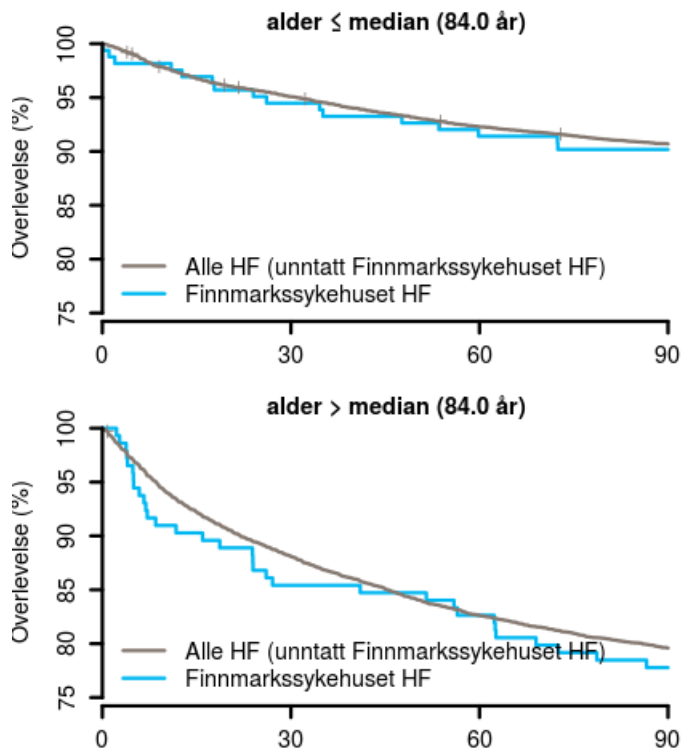 alder ≤ median (84.0 år)
Overlevelse (%)
100
95
90
85
80
75
Alle HF (unntatt Finnmarkssykehuset HF)
Finnmarkssykehuset HF
0 30 60 90
alder > median (84.0 år)
Overlevelse (%)
100
95
90
85
80
75
Alle HF (unntatt Finnmarkssykehuset HF)
Finnmarkssykehuset HF
0 30 60 90